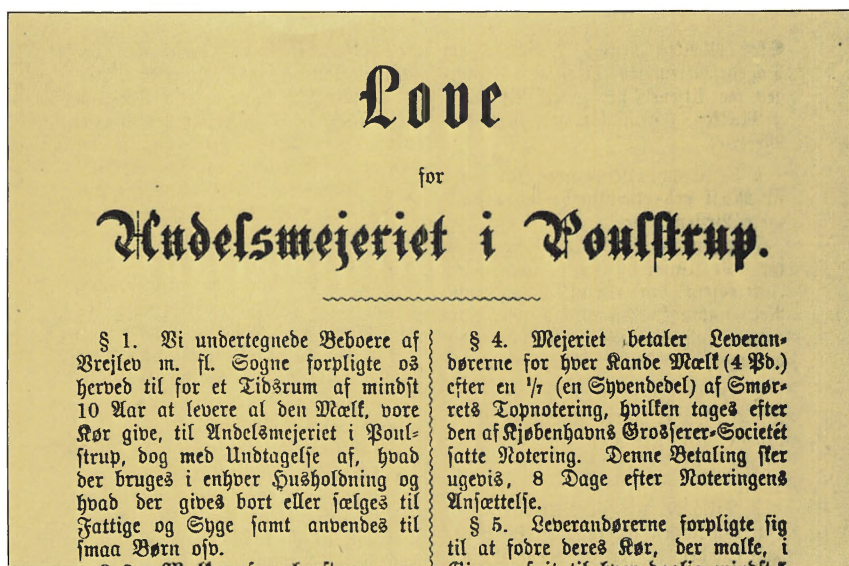 Love
for
Andelsmejeriet i Poulstrup.
§ 1. Vi undertegnede Beboere af
Vrejlev m. fl. Sogne forpligte os
herved til for et Tidsrum af mindst
10 Aar at levere al den Mælk, vore
Kør give, til Andelsmejeriet i Poul-
strup, dog med Undtagelse af, hvad
der bruges i enhver Husholdning og
hvad der gives bort eller sælges til
Fattige og Syge samt anvendes til
smaa Børn osv.
§ 4. Mejeriet betaler Leveran-
dørerne for hver Kande Mælk (4 Pd.)
efter en 1/7 (en Syvendedel) af Smør-
rets Topnotering, hvilken tages efter
den af Kjøbenhavns Grosserer-Societét
satte Notering. Denne Betaling sker
ugevis, 8 Dage efter Noteringens
Ansættelse.
§ 5. Leverandørerne forpligte sig
til at fodre deres Kør, der malke, i